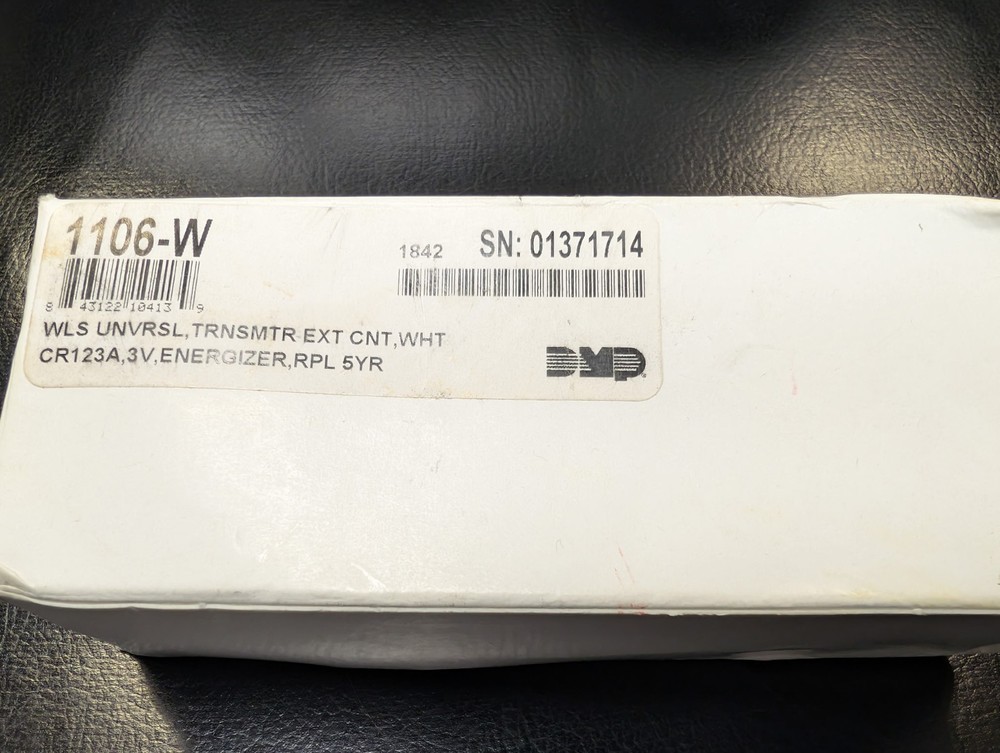 1106-W
1842 SN: 01371714
8 43122 10413 9
WLS UNVRSL,TRNSMTR EXT CNT,WHT
CR123A,3V,ENERGIZER,RPL 5YR
DMP